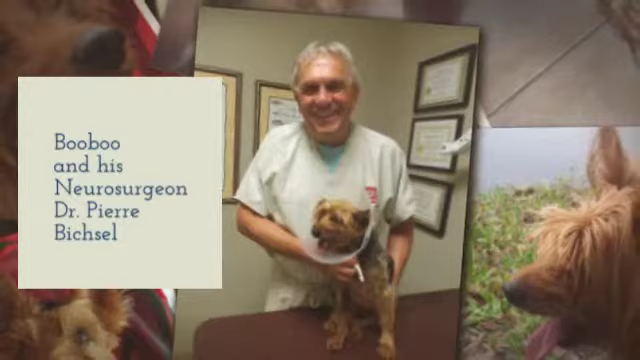 Booboo
and his
Neurosurgeon
Dr. Pierre
Bichsel